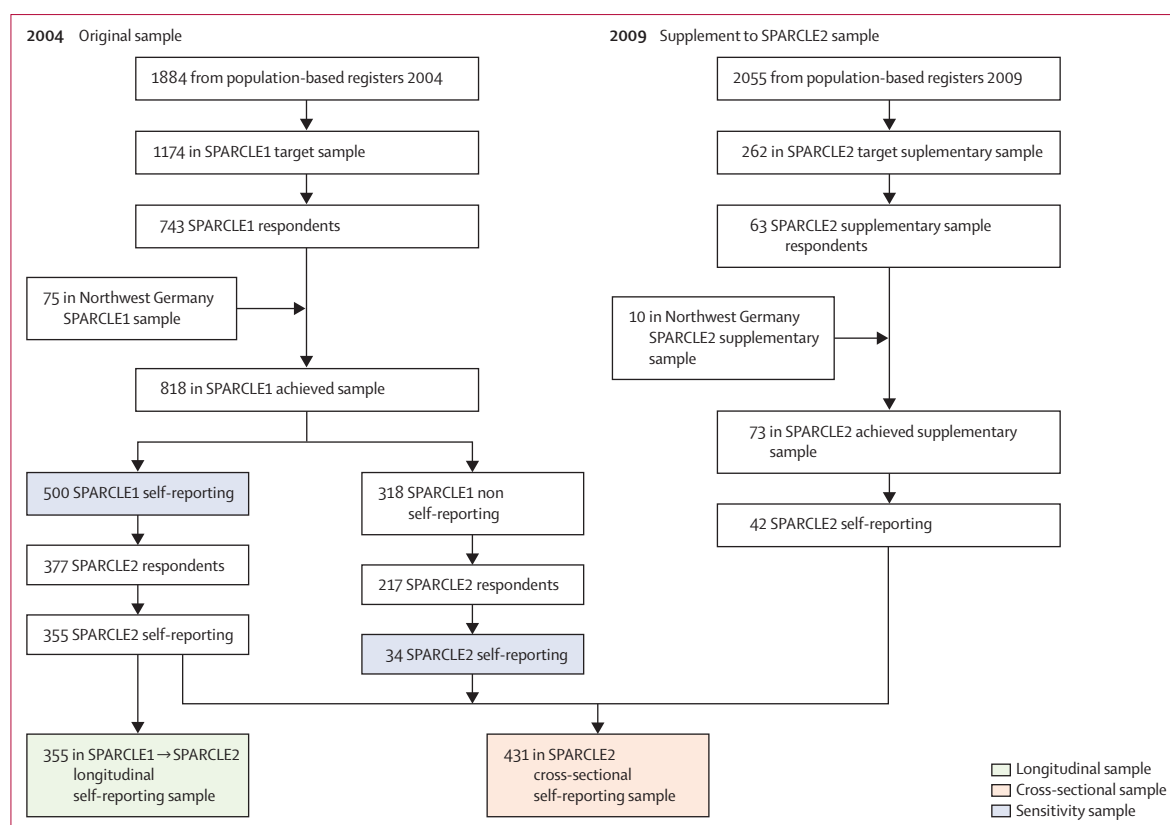 2004 Original sample
1884 from population-based registers 2004
1174 in SPARCLE1 target sample
743 SPARCLE1 respondents
75 in Northwest Germany
SPARCLE1 sample
818 in SPARCLE1 achieved sample
500 SPARCLE1 self-reporting
377 SPARCLE2 respondents
355 SPARCLE2 self-reporting
318 SPARCLE1 non
self-reporting
217 SPARCLE2 respondents
34 SPARCLE2 self-reporting
2009 Supplement to SPARCLE2 sample
2055 from population-based registers 2009
262 in SPARCLE2 target suplementary sample
63 SPARCLE2 supplementary sample
respondents
10 in Northwest Germany
SPARCLE2 supplementary
sample
73 in SPARCLE2 achieved supplementary
sample
42 SPARCLE2 self-reporting
355 in SPARCLE1→SPARCLE2
longitudinal
self-reporting sample
431 in SPARCLE2
cross-sectional
self-reporting sample
Longitudinal sample
Cross-sectional sample
Sensitivity sample